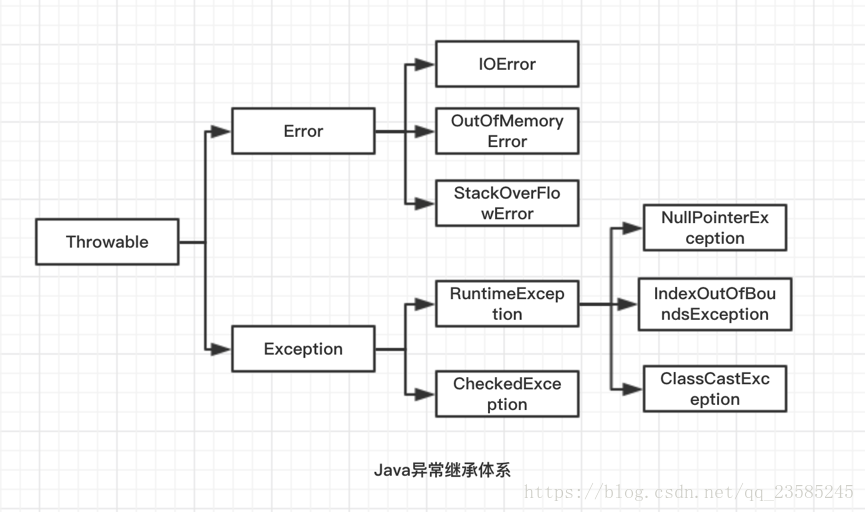 IOError
OutOfMemory
Error
Error
StackOverFlo
wError
Throwable
NullPointerEx
ception
RuntimeExcep
tion
IndexOutOfBou
ndsException
Exception
CheckedExce
ption
ClassCastExc
eption
Java异常继承体系
https://blog.csdn.net/qq_23585245